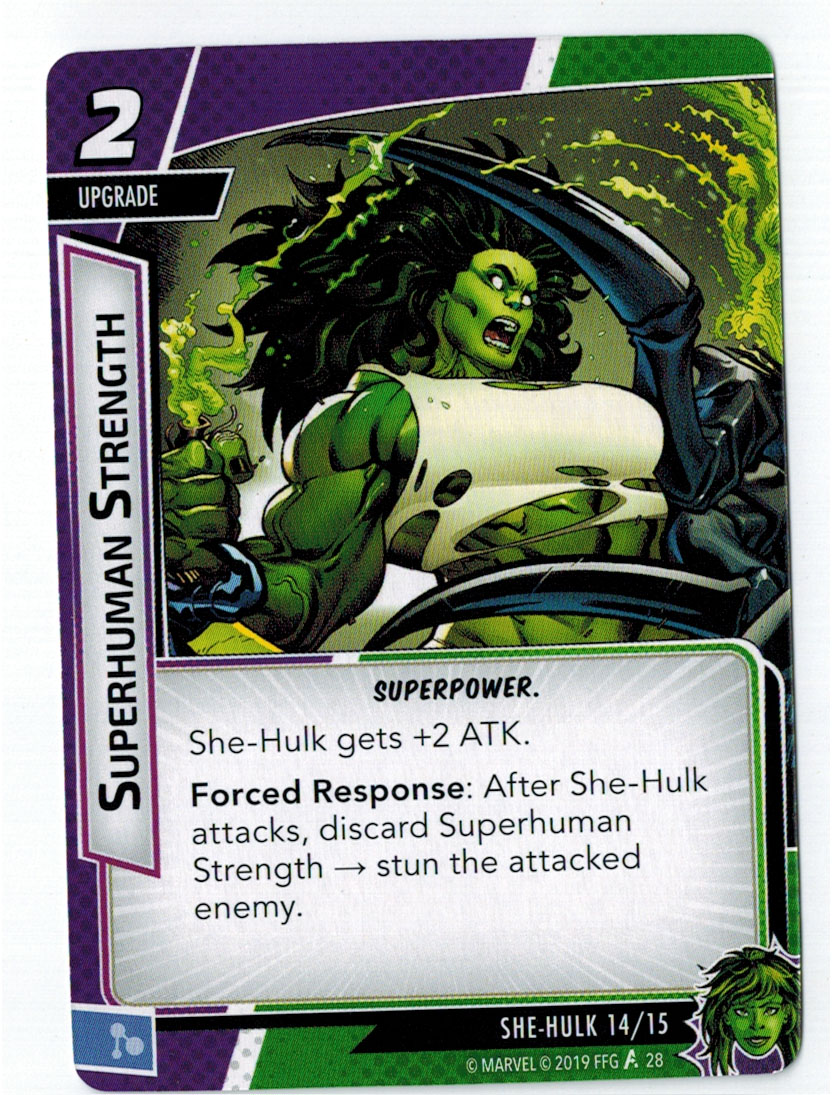 2
UPGRADE
SUPERHUMAN STRENGTH
SUPERPOWER.
She-Hulk gets +2 ATK.
Forced Response: After She-Hulk
attacks, discard Superhuman
Strength → stun the attacked
enemy.
SHE-HULK 14/15
© MARVEL © 2019 FFG 28